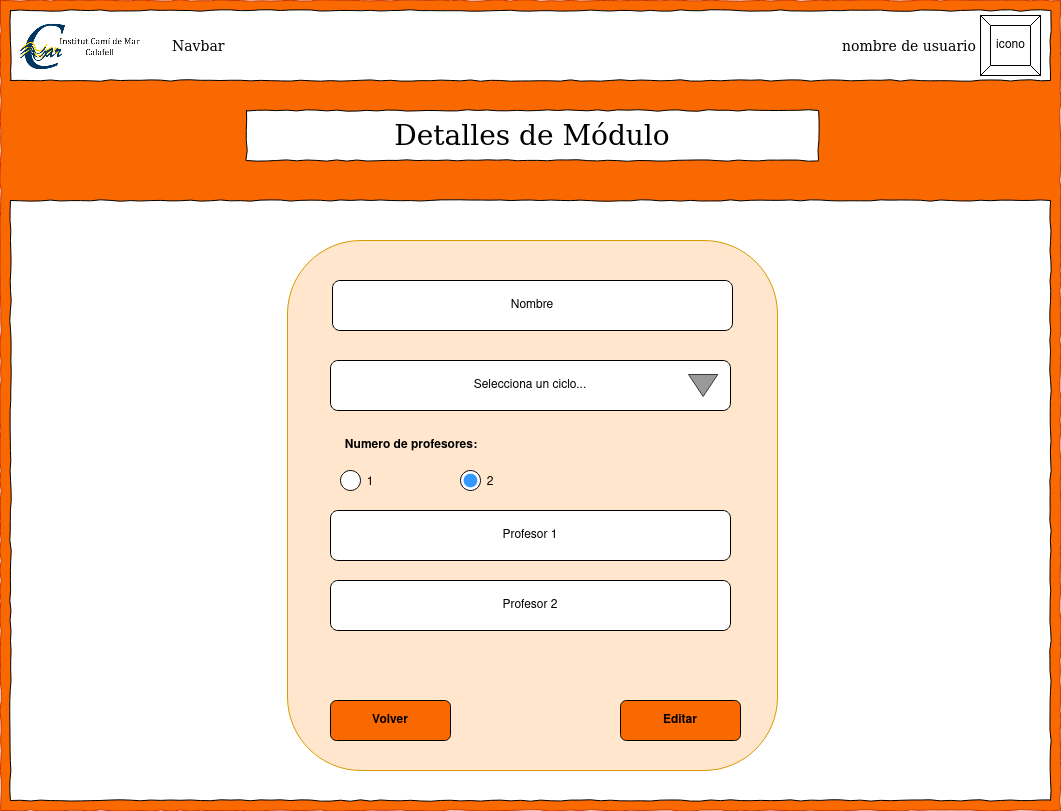 Institut Camí de Mar
Calafell
Navbar
nombre de usuario
icono
Detalles de Módulo
Nombre
Selecciona un ciclo...
Numero de profesores:
1
2
Profesor 1
Profesor 2
Volver
Editar